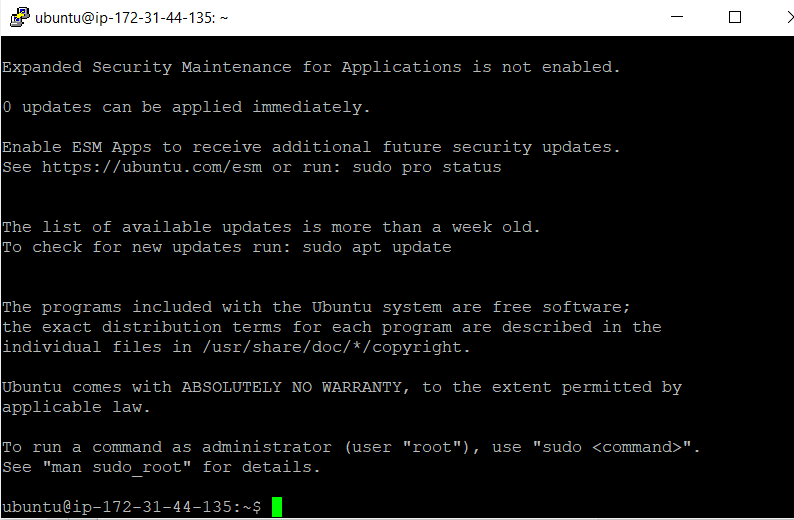 ubuntu@ip-172-31-44-135: ~
Expanded Security Maintenance for Applications is not enabled.
0 updates can be applied immediately.
Enable ESM Apps to receive additional future security updates.
See https://ubuntu.com/esm or run: sudo pro status
The list of available updates is more than a week old.
To check for new updates run: sudo apt update
The programs included with the Ubuntu system are free software;
the exact distribution terms for each program are described in the
individual files in /usr/share/doc/*/copyright.
Ubuntu comes with ABSOLUTELY NO WARRANTY, to the extent permitted by
applicable law.
To run a command as administrator (user "root"), use "sudo <command>".
See "man sudo_root" for details.
ubuntu@ip-172-31-44-135:~$